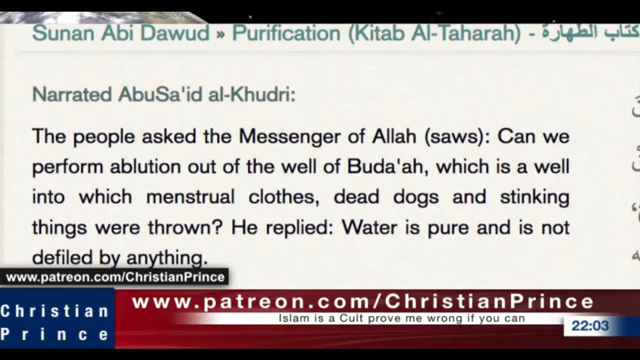 Sunan Abi Dawud » Purification (Kitab Al-Taharah) - كتاب الطهارة
Narrated AbuSa'id al-Khudri:
The people asked the Messenger of Allah (saws): Can we
perform ablution out of the well of Buda'ah, which is a well
into which menstrual clothes, dead dogs and stinking
things were thrown? He replied: Water is pure and is not
defiled by anything.
www.patreon.com/ChristianPrince
Christian
Prince
www.patreon.com/ChristianPrince
Islam is a Cult prove me wrong if you can
22:03